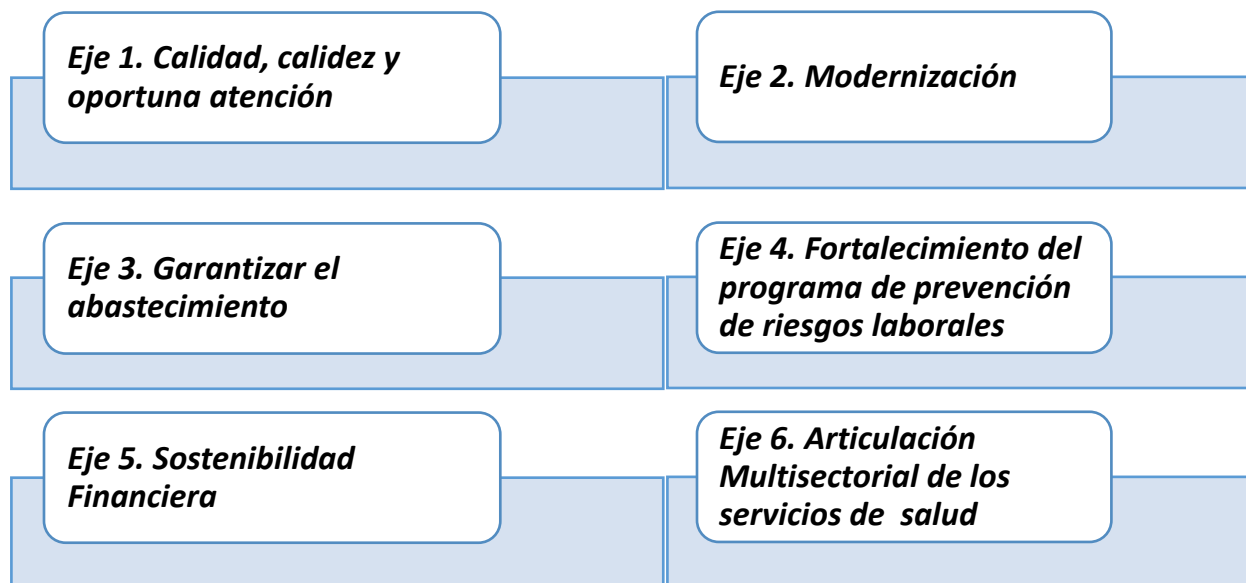 Eje 1. Calidad, calidez y
oportuna atención
Eje 2. Modernización
Eje 3. Garantizar el
abastecimiento
Eje 4. Fortalecimiento del
programa de prevención
de riesgos laborales
Eje 5. Sostenibilidad
Financiera
Eje 6. Articulación
Multisectorial de los
servicios de  salud